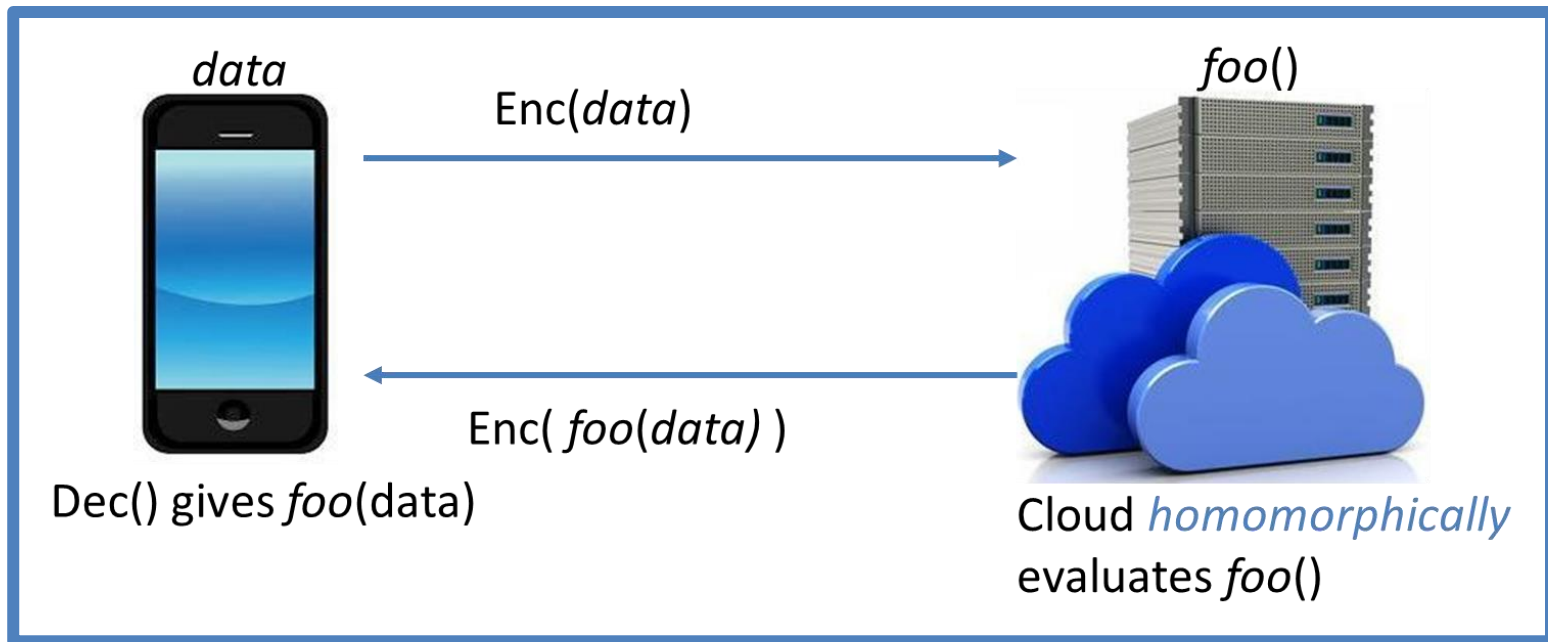 data
foo()
Enc(data)
Enc( foo(data) )
Dec() gives foo(data)
Cloud homomorphically
evaluates foo()